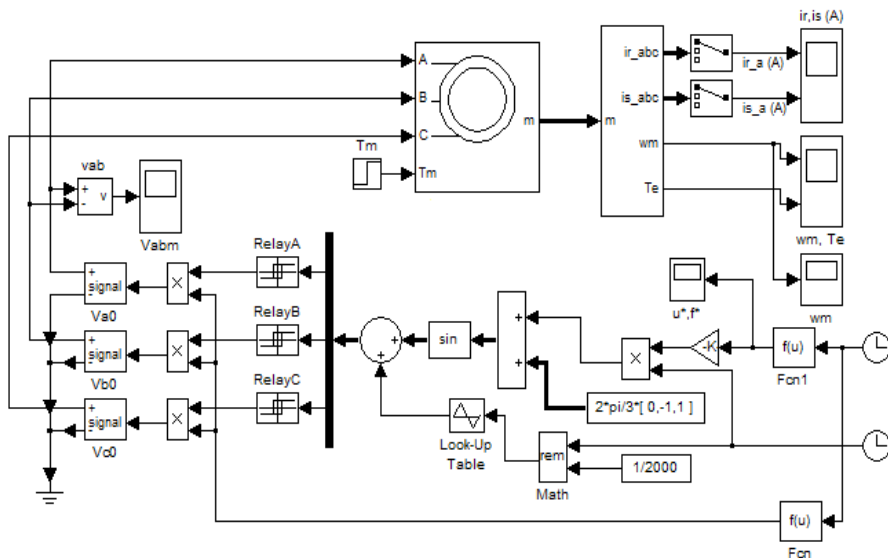 ir,is (A)
A
B
C
Tm
m
m
ir_abc
is_abc
wm
Te
ir_a (A)
is_a (A)
Tm
vab
+
-
v
Vabm
wm, Te
RelayA
+
signal
-
Va0
X
u*,f*
wm
RelayB
+
signal
-
Vb0
X
+
+
sin
+
+
X
-K-
f(u)
Fcn1
RelayC
+
signal
-
Vc0
X
2*pi/3*[ 0,-1,1 ]
Look-Up
Table
rem
Math
1/2000
f(u)
Fcn